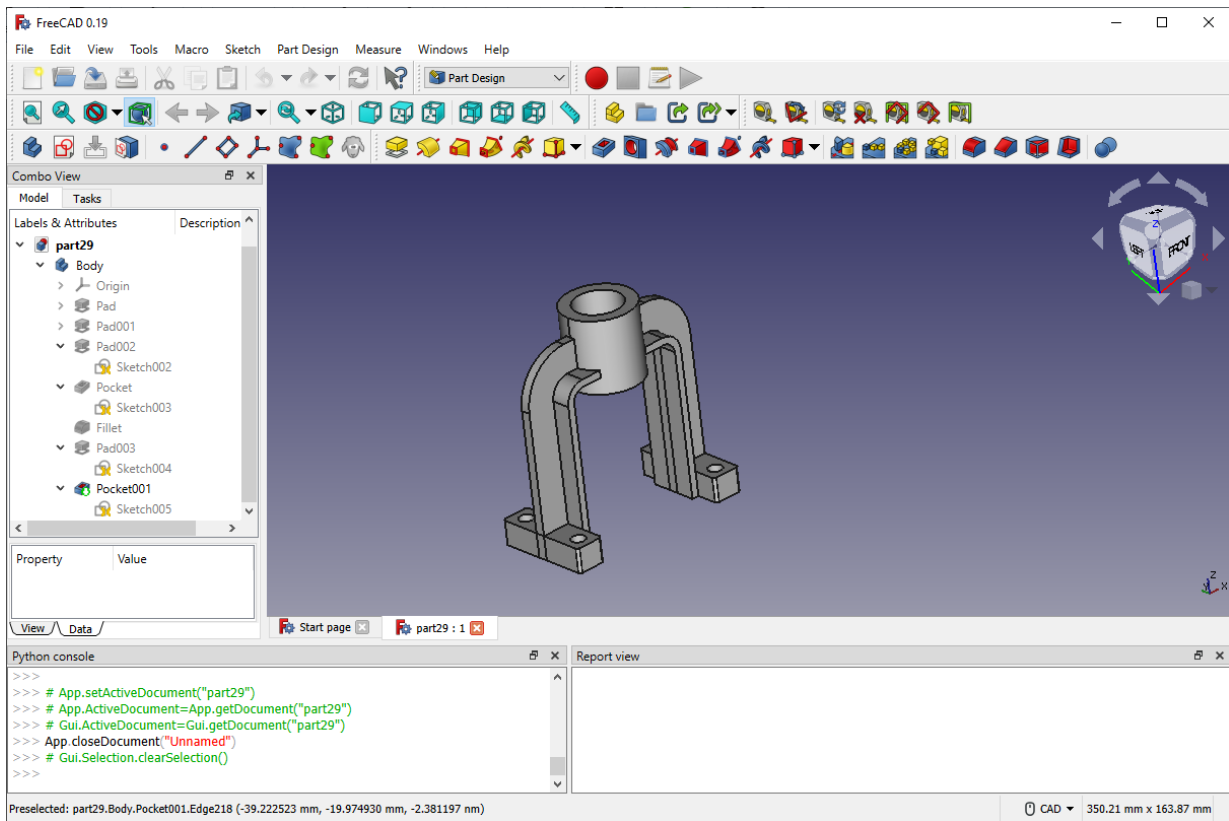 FreeCAD 0.19
File Edit View Tools Macro Sketch Part Design Measure Windows Help
Part Design
Combo View
Model Tasks
Labels & Attributes Description
part29
Body
Origin
Pad
Pad001
Pad002
Sketch002
Pocket
Sketch003
Fillet
Pad003
Sketch004
Pocket001
Sketch005
Property Value
View Data
LEFT FRONT
Z
Z
X
Start page part29 : 1
Python console
>>>
>>> # App.setActiveDocument("part29")
>>> # App.ActiveDocument=App.getDocument("part29")
>>> # Gui.ActiveDocument=Gui.getDocument("part29")
>>> App.closeDocument("Unnamed")
>>> # Gui.Selection.clearSelection()
>>>
Report view
Preselected: part29.Body.Pocket001.Edge218 (-39.222523 mm, -19.974930 mm, -2.381197 nm)
CAD 350.21 mm x 163.87 mm